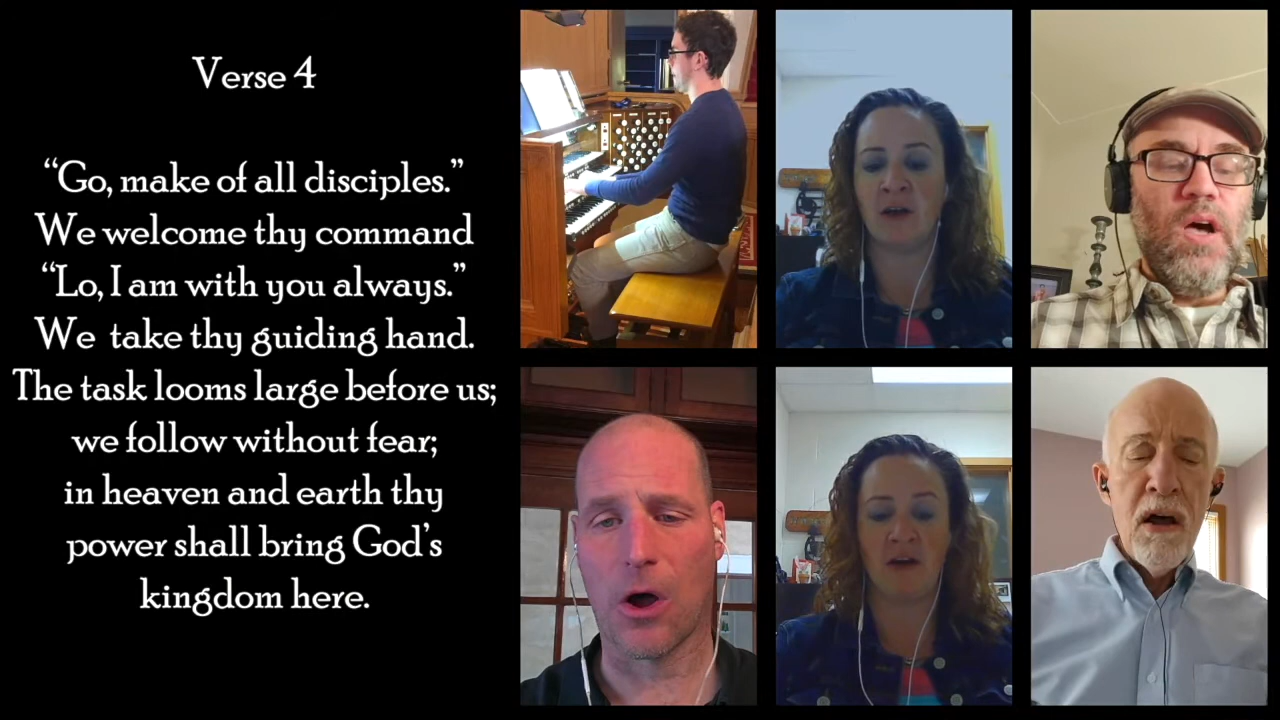 Verse 4
“Go, make of all disciples.”
We welcome thy command
“Lo, I am with you always.”
We take thy guiding hand.
The task looms large before us;
we follow without fear;
in heaven and earth thy
power shall bring God’s
kingdom here.